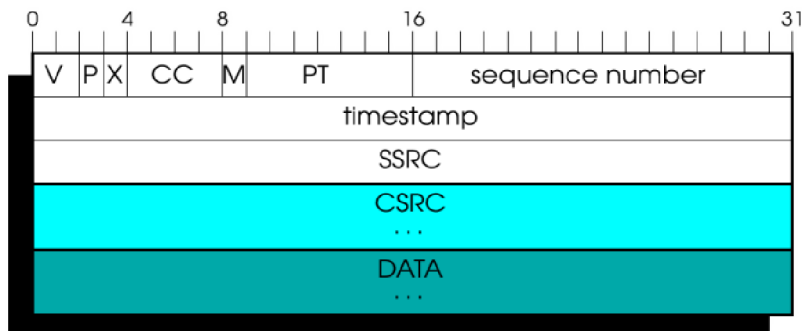 0 4 8 16 31
V P X CC M PT sequence number
timestamp
SSRC
CSRC
...
DATA
...